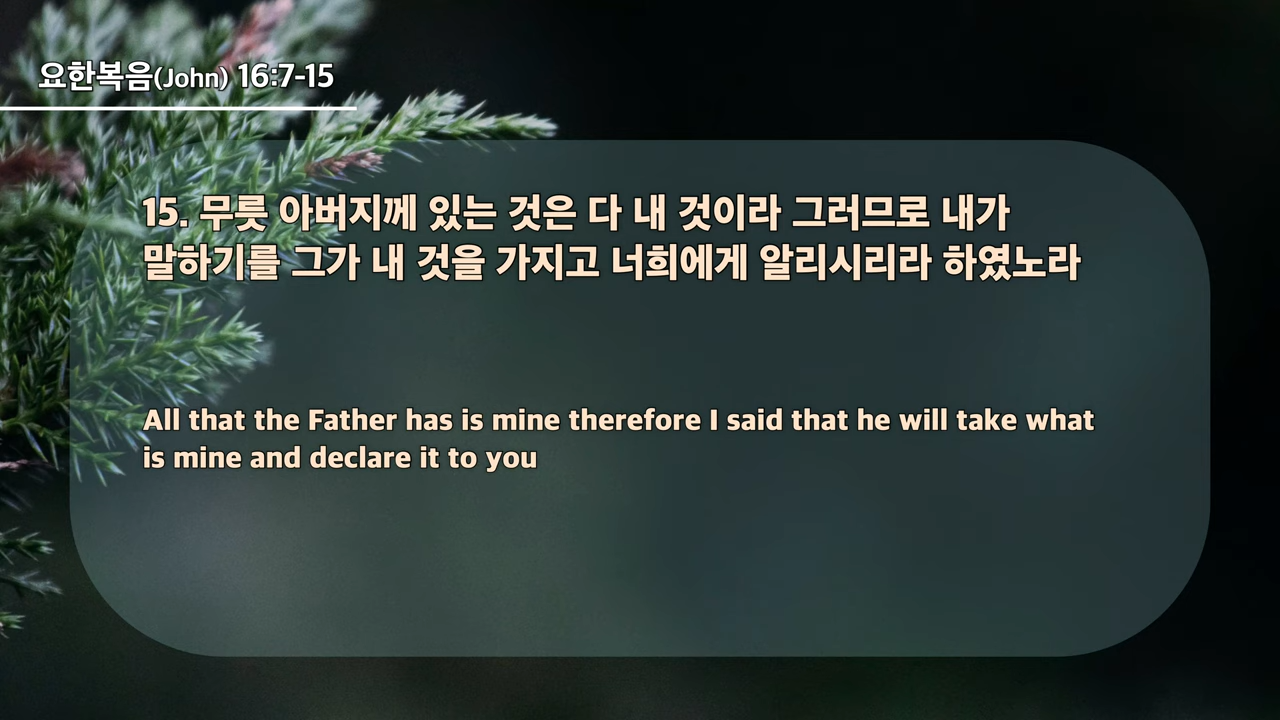 요한복음(John) 16:7-15
15. 무릇 아버지께 있는 것은 다 내 것이라 그러므로 내가
말하기를 그가 내 것을 가지고 너희에게 알리시리라 하였노라
All that the Father has is mine therefore I said that he will take what
is mine and declare it to you